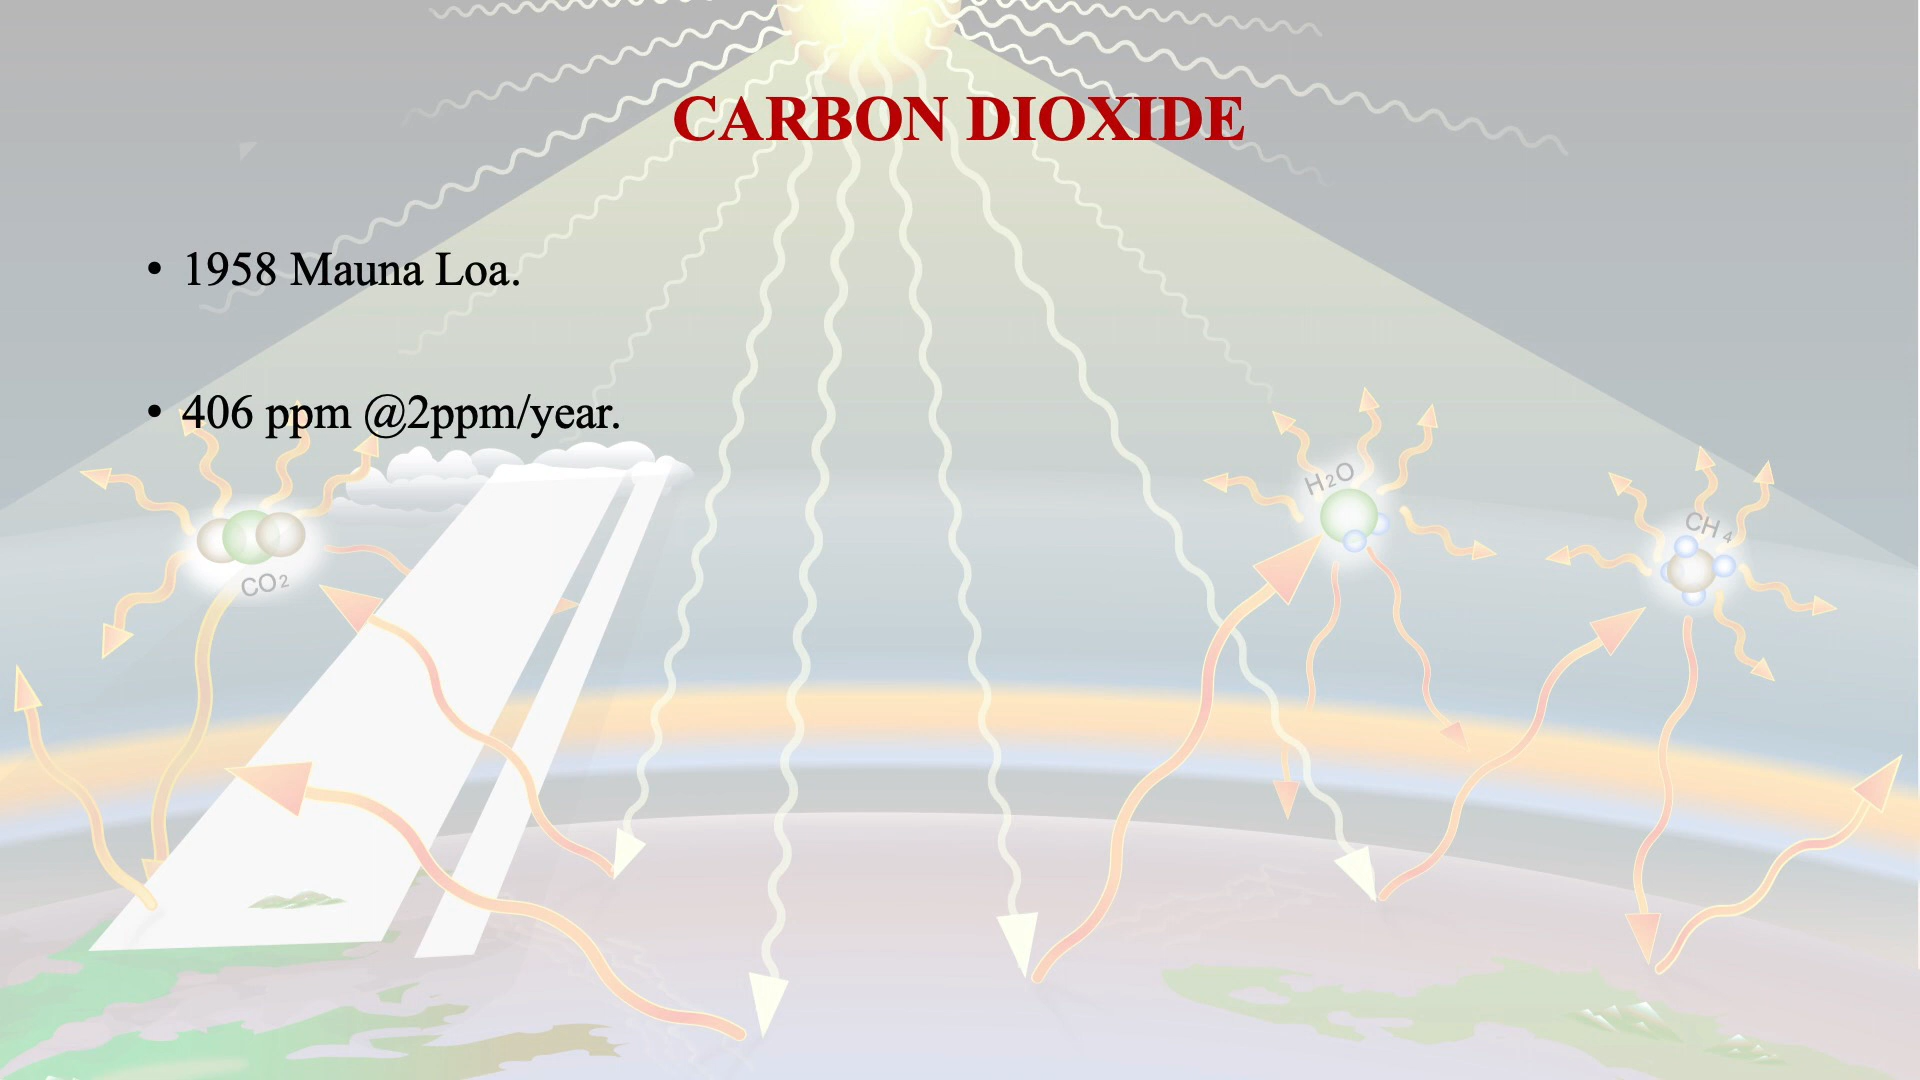 CARBON DIOXIDE
• 1958 Mauna Loa.
• 406 ppm @2ppm/year.
H₂O
CH₄
CO₂